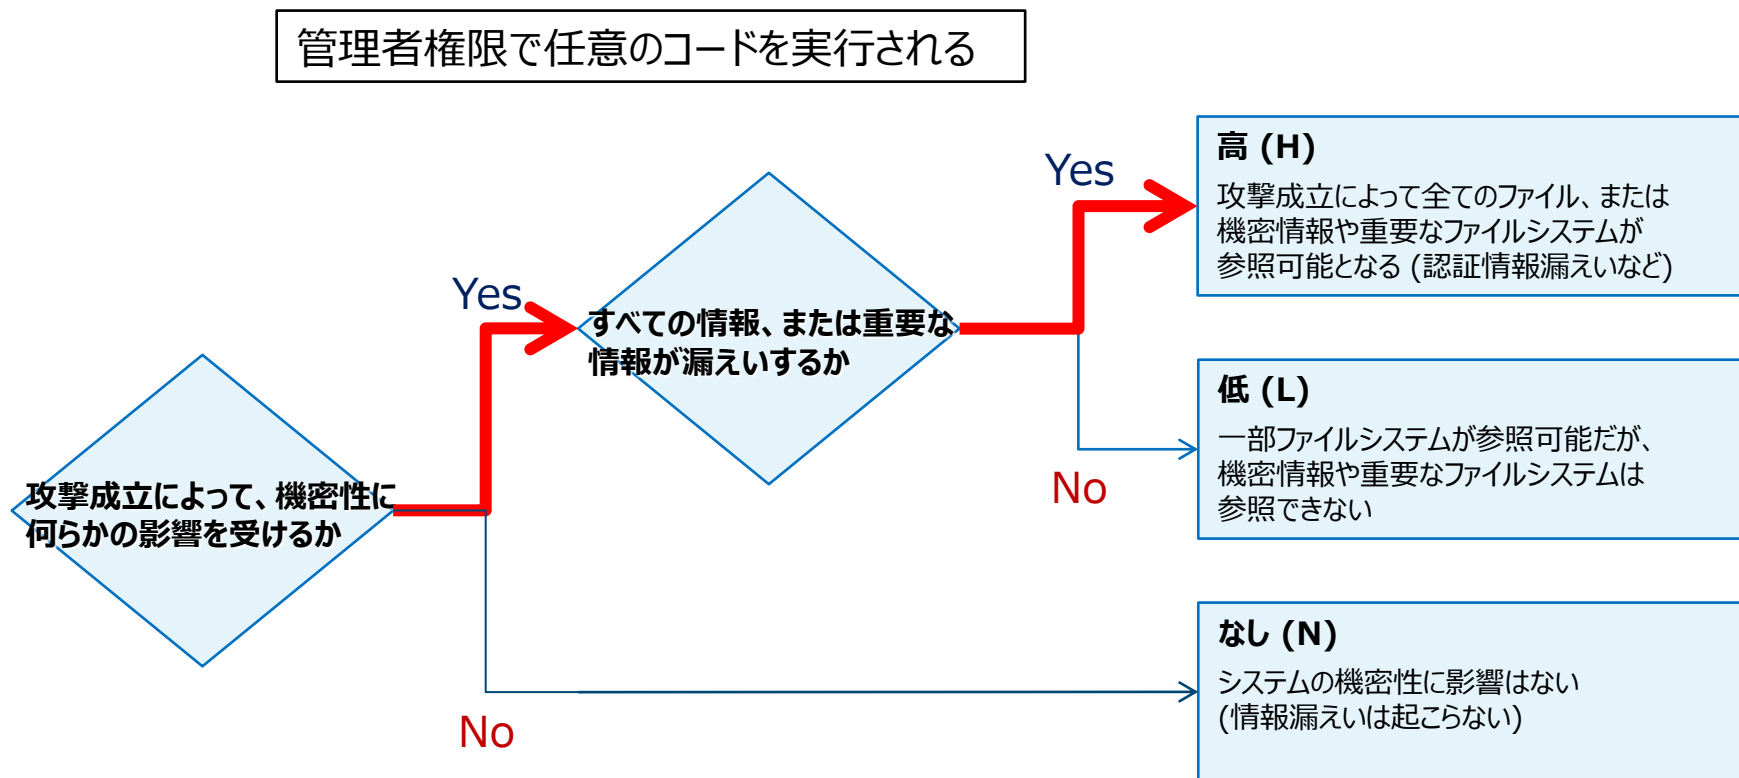 管理者権限で任意のコードを実行される
高 (H)
攻撃成立によって全てのファイル、または
機密情報や重要なファイルシステムが
参照可能となる (認証情報漏えいなど)
Yes
Yes
すべての情報、または重要な
情報が漏えいするか
低 (L)
一部ファイルシステムが参照可能だが、
機密情報や重要なファイルシステムは
参照できない
No
攻撃成立によって、機密性に
何らかの影響を受けるか
なし (N)
システムの機密性に影響はない
(情報漏えいは起こらない)
No